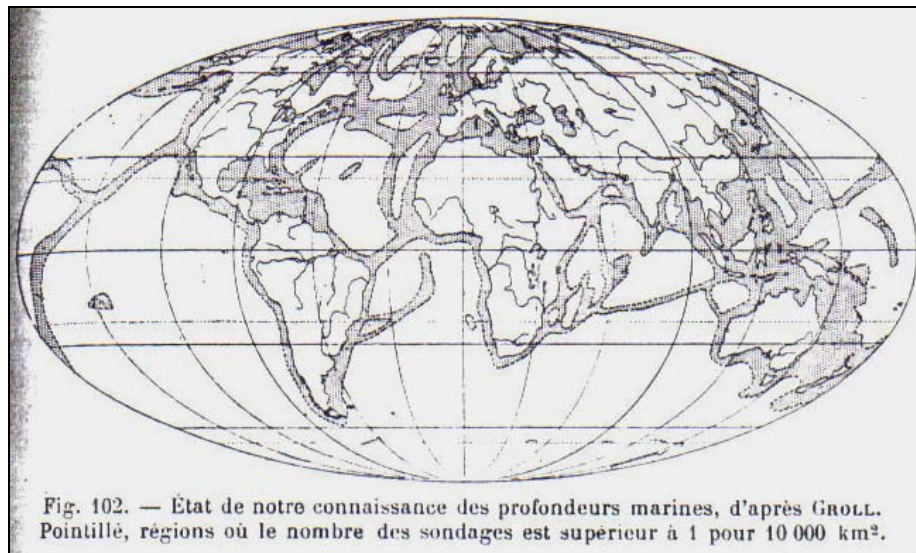 Fig. 102. — État de notre connaissance des profondeurs marines, d'après GROLL.
Pointillé, régions où le nombre des sondages est supérieur à 1 pour 10 000 km².